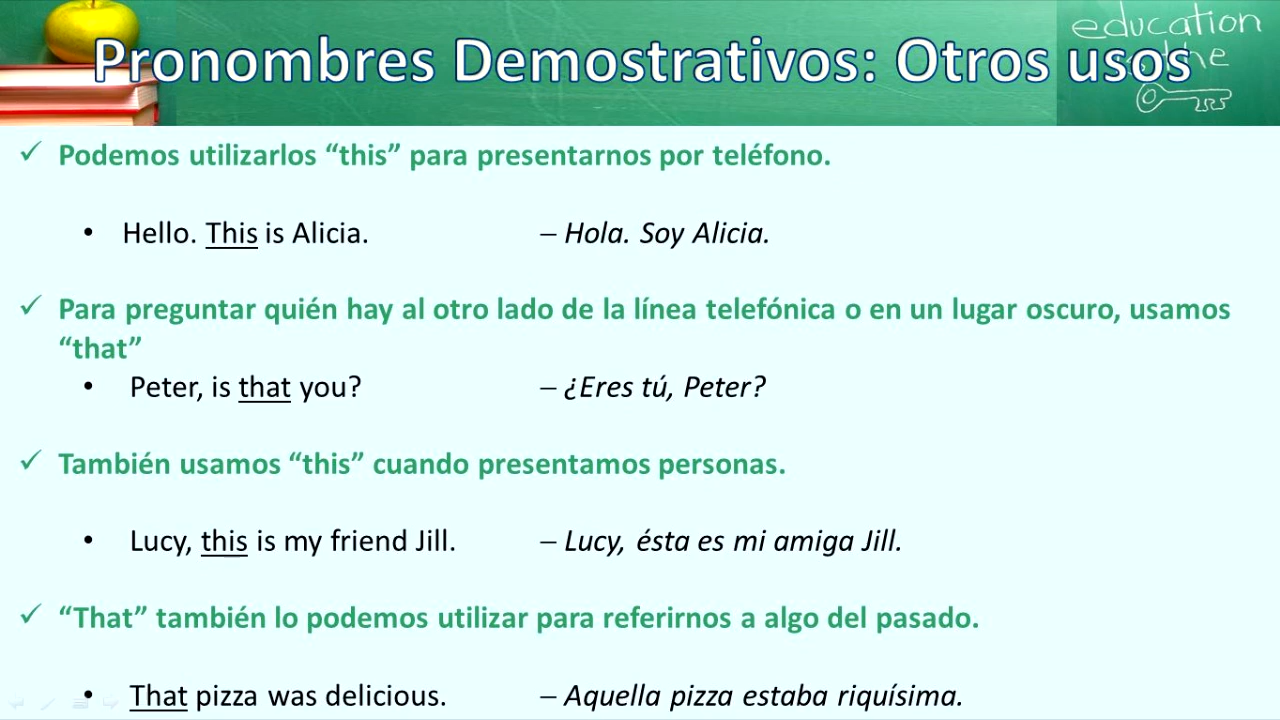 education
is the
Pronombres Demostrativos: Otros usos
✓ Podemos utilizarlos “this” para presentarnos por teléfono.
• Hello. This is Alicia. – Hola. Soy Alicia.
✓ Para preguntar quién hay al otro lado de la línea telefónica o en un lugar oscuro, usamos
“that”
• Peter, is that you? – ¿Eres tú, Peter?
✓ También usamos “this” cuando presentamos personas.
• Lucy, this is my friend Jill. – Lucy, ésta es mi amiga Jill.
✓ “That” también lo podemos utilizar para referirnos a algo del pasado.
• That pizza was delicious. – Aquella pizza estaba riquísima.